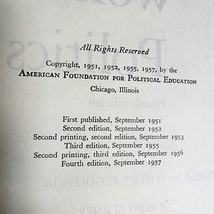 All Rights Reserved
Copyright, 1951, 1952, 1955, 1957, by the
AMERICAN FOUNDATION FOR POLITICAL EDUCATION
Chicago, Illinois
First published, September 1951
Second edition, September 1952
Second printing, second edition, September 1953
Third edition, September 1955
Second printing, third edition, September 1956
Fourth edition, September 1957